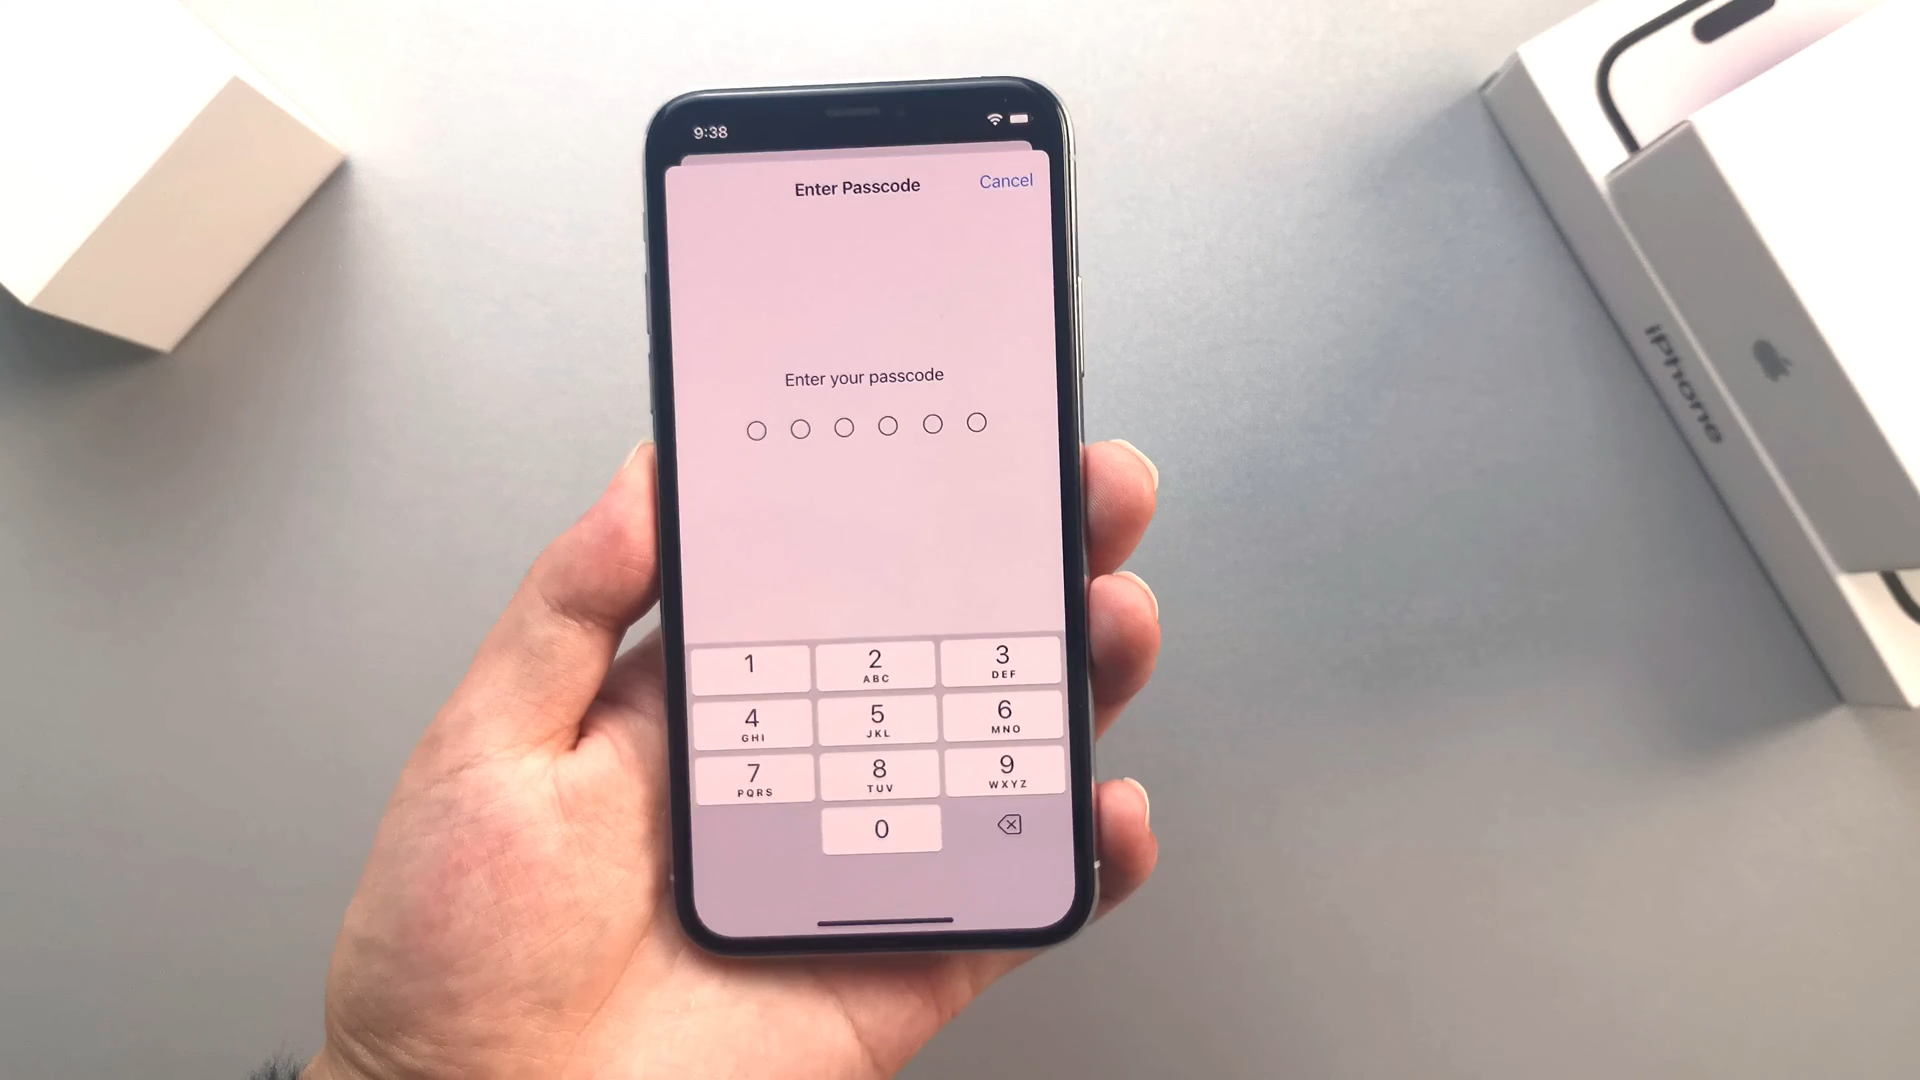 9:38
Enter Passcode Cancel
Enter your passcode
1 2 3
ABC DEF
4 5 6
GHI JKL MNO
7 8 9
PQRS TUV WXYZ
0
iPhone